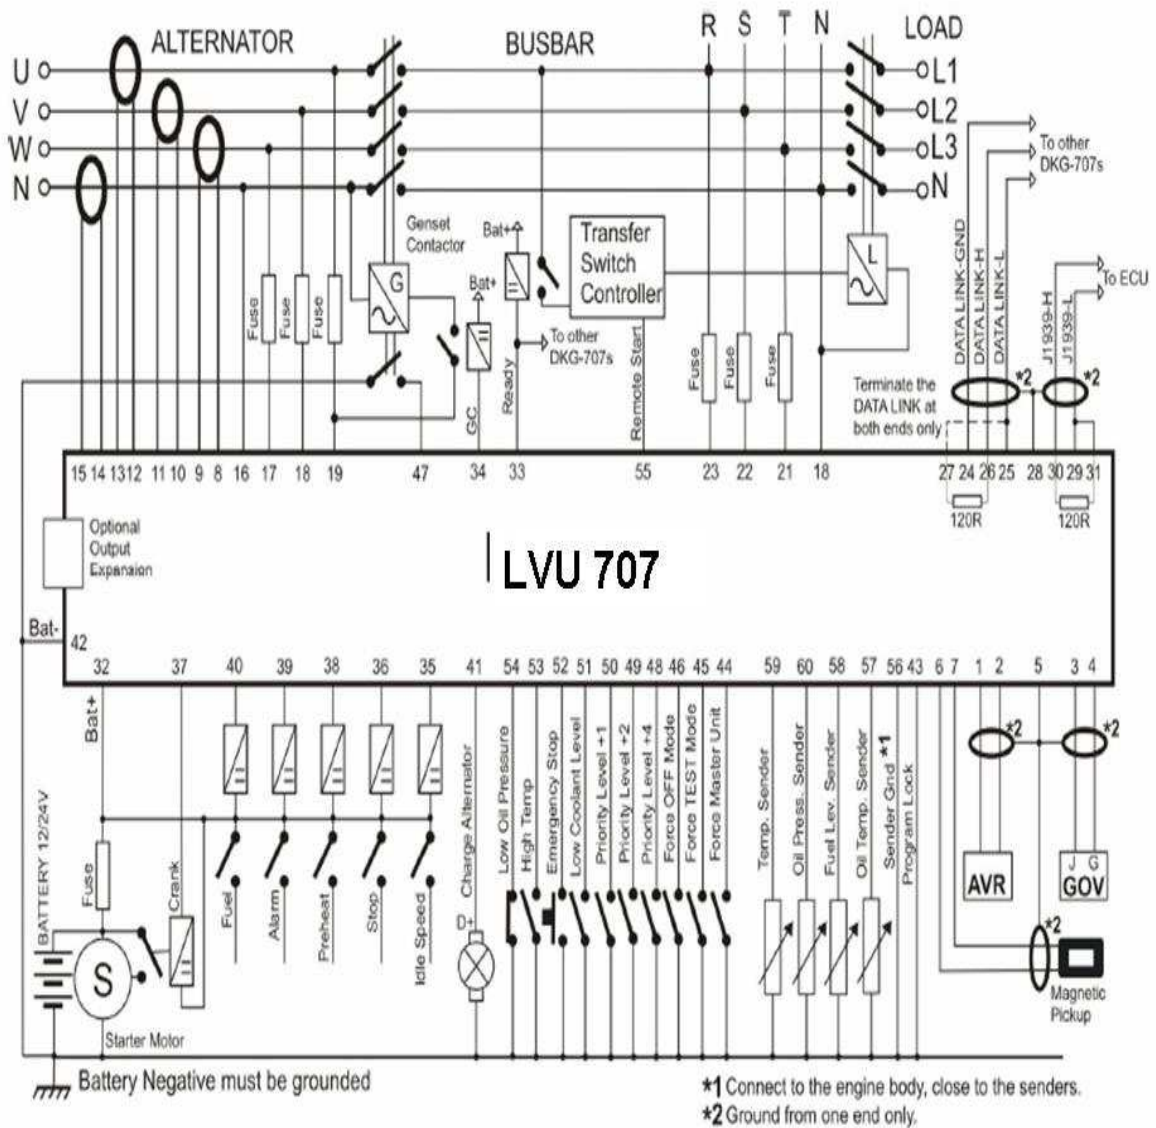 R S T N
ALTERNATOR BUSBAR LOAD
U L1
V L2
W L3
N N
To other
DKG-707s
Genset
Contactor
Bat+
Transfer
Switch
Controller
L
G
Bat+
To other
DKG-707s
To ECU
DATA LINK-GND
DATA LINK-H
DATA LINK-L
J1939-H
J1939-L
Fuse
Fuse
Fuse
GC
Ready
Remote Start
Fuse
Fuse
Fuse
Terminate the
DATA LINK at
both ends only
*2
*2
15 14 13 12 11 10 9 8 16 17 18 19 47 34 33 55 23 22 21 18 27 24 26 25 28 30 29 31
120R 120R
Optional
Output
Expansion
LVU 707
Bat-
42
32 37 40 39 38 36 35 41 54 53 52 51 50 49 48 46 45 44 59 60 58 57 56 43 6 7 1 2 5 3 4
Bat+
BATTERY 12/24V
Fuse
Crank
Fuel
Alarm
Preheat
Stop
Idle Speed
Charge Alternator
D+
Low Oil Pressure
High Temp
Emergency Stop
Low Coolant Level
Priority Level +1
Priority Level +2
Priority Level +4
Force OFF Mode
Force TEST Mode
Force Master Unit
Temp. Sender
Oil Press. Sender
Fuel Lev. Sender
Oil Temp. Sender
Sender Gnd *1
Program Lock
*2
*2
AVR
J G
GOV
*2
Magnetic
Pickup
S
Starter Motor
Battery Negative must be grounded
*1 Connect to the engine body, close to the senders.
*2 Ground from one end only.